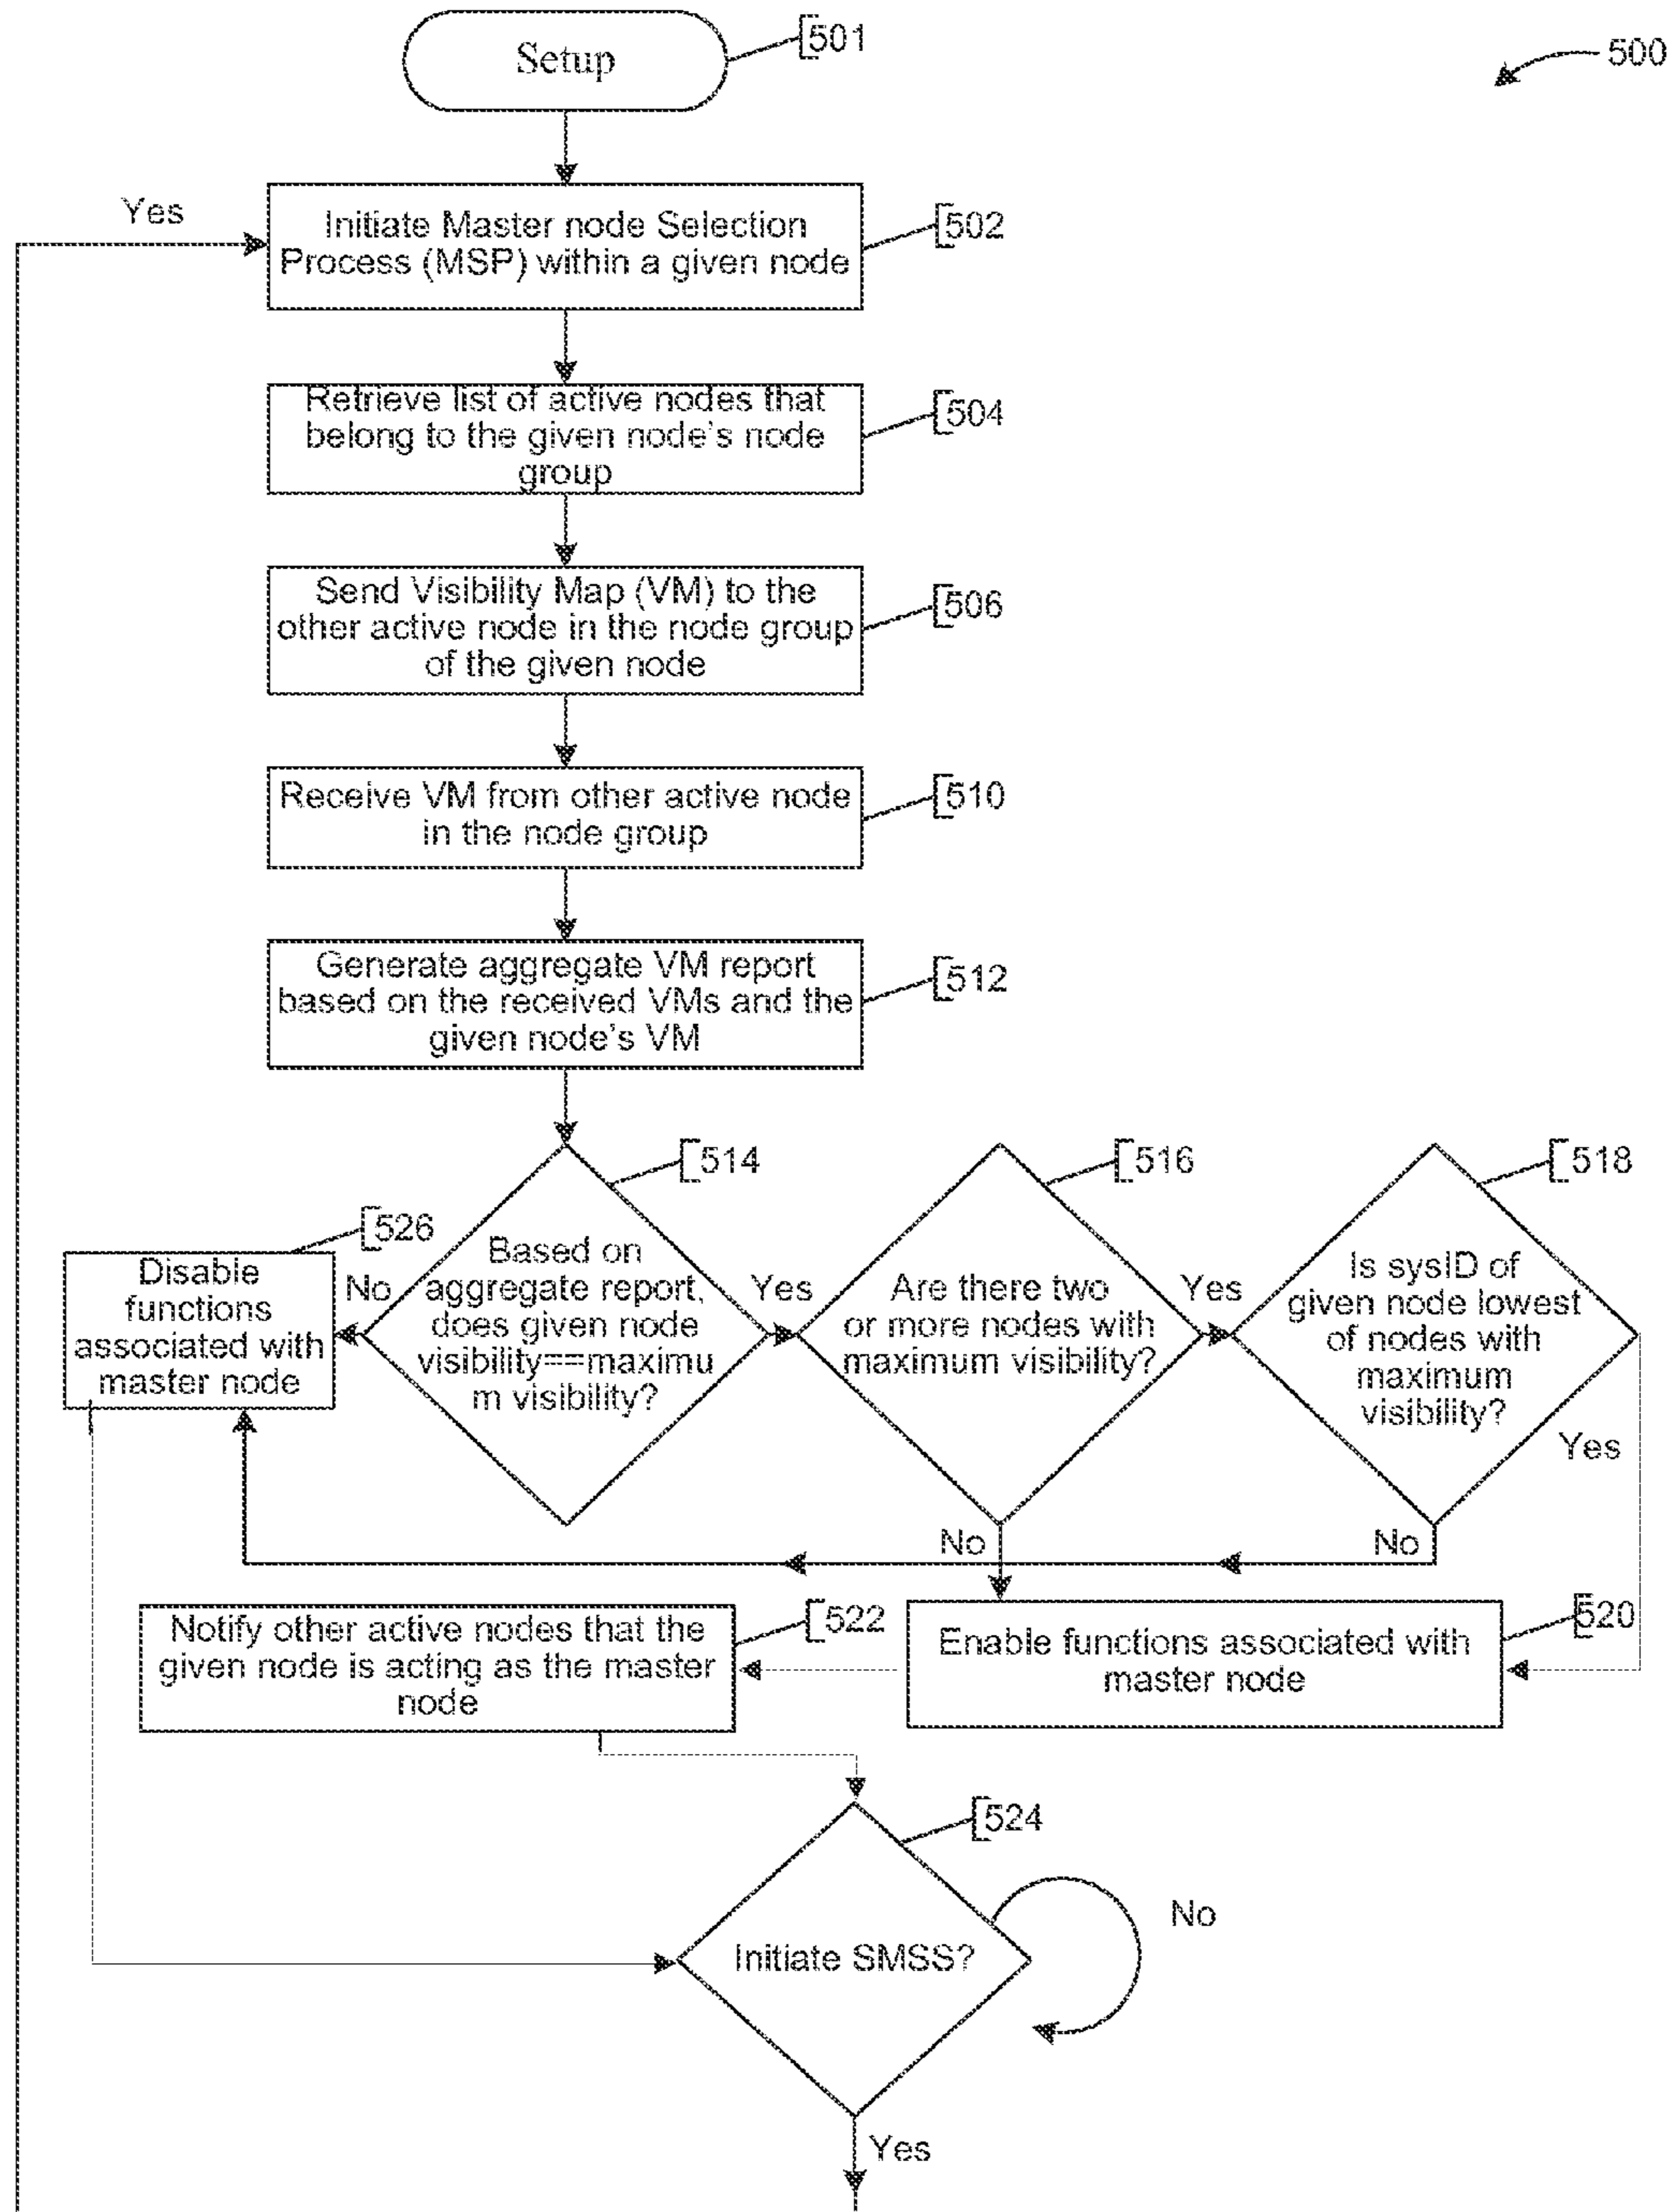 Setup
501
500
Yes
Initiate Master node Selection
Process (MSP) within a given node
502
Retrieve list of active nodes that
belong to the given node's node
group
504
Send Visibility Map (VM) to the
other active node in the node group
of the given node
506
Receive VM from other active node
in the node group
510
Generate aggregate VM report
based on the received VMs and the
given node's VM
512
514
516
518
526
Disable
functions
associated with
master node
No
Based on
aggregate report,
does given node
visibility==maximu
m visibility?
Yes
Are there two
or more nodes with
maximum visibility?
Yes
Is sysID of
given node lowest
of nodes with
maximum
visibility?
Yes
No
No
Notify other active nodes that the
given node is acting as the master
node
522
Enable functions associated with
master node
520
524
Initiate SMSS?
No
Yes